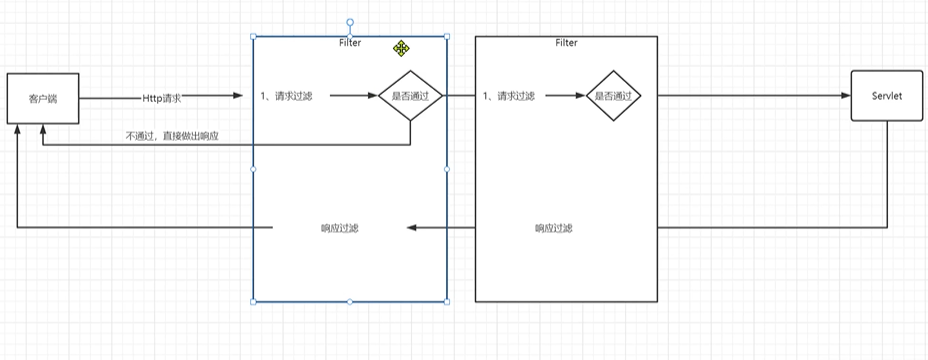 Filter
Filter
客户端
Http请求
1、请求过滤
是否通过
1、请求过滤
是否通过
Servlet
不通过，直接做出响应
响应过滤
响应过滤